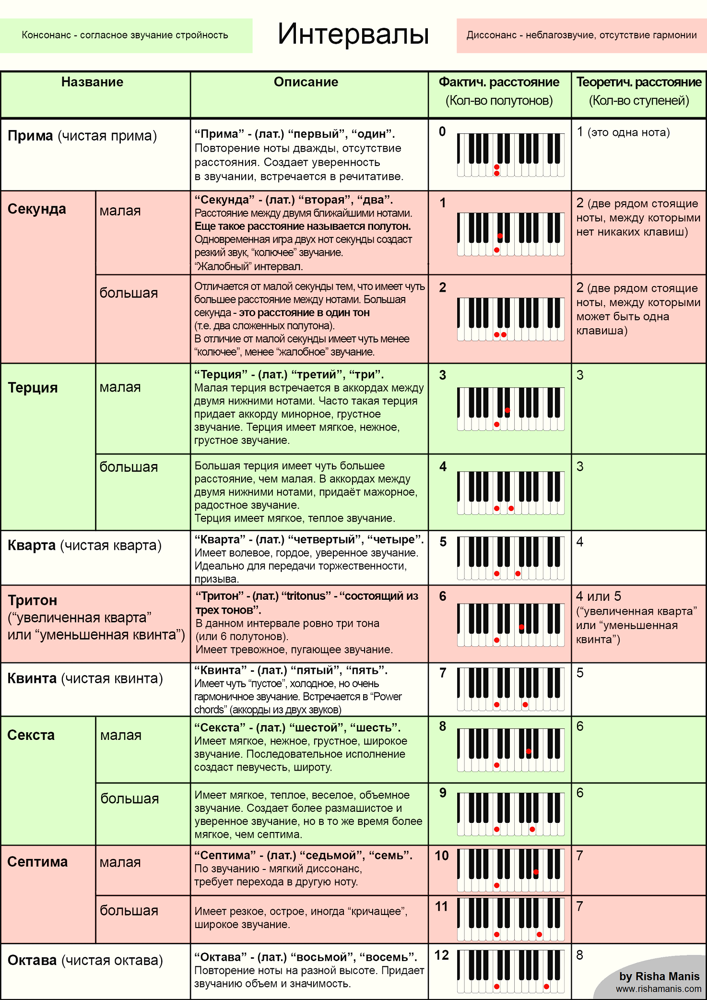 Консонанс - согласное звучание стройность
Интервалы
Диссонанс - неблагозвучие, отсутствие гармонии
Название
Описание
Фактич. расстояние
(Кол-во полутонов)
Теоретич. расстояние
(Кол-во ступеней)
Прима (чистая прима)
“Прима” - (лат.) “первый”, “один”.
Повторение ноты дважды, отсутствие
расстояния. Создает уверенность
в звучании, встречается в речитативе.
0
1 (это одна нота)
Секунда
малая
“Секунда” - (лат.) “вторая”, “два”.
Расстояние между двумя ближайшими нотами.
Еще такое расстояние называется полутон.
Одновременная игра двух нот секунды создаст
резкий звук, “колючее” звучание.
“Жалобный” интервал.
1
2 (две рядом стоящие
ноты, между которыми
нет никаких клавиш)
большая
Отличается от малой секунды тем, что имеет чуть
большее расстояние между нотами. Большая
секунда - это расстояние в один тон
(т.е. два сложенных полутона).
В отличие от малой секунды имеет чуть менее
“колючее”, менее “жалобное” звучание.
2
2 (две рядом стоящие
ноты, между которыми
может быть одна
клавиша)
Терция
малая
“Терция” - (лат.) “третий”, “три”.
Малая терция встречается в аккордах между
двумя нижними нотами. Часто такая терция
придает аккорду минорное, грустное
звучание. Терция имеет мягкое, нежное,
грустное звучание.
3
3
большая
Большая терция имеет чуть большее
расстояние, чем малая. В аккордах между
двумя нижними нотами, придаёт мажорное,
радостное звучание.
Терция имеет мягкое, теплое звучание.
4
3
Кварта (чистая кварта)
“Кварта” - (лат.) “четвертый”, “четыре”.
Имеет волевое, гордое, уверенное звучание.
Идеально для передачи торжественности,
призыва.
5
4
Тритон
(“увеличенная кварта”
или “уменьшенная квинта”)
“Тритон” - (лат.) “tritonus” - “состоящий из
трех тонов”.
В данном интервале ровно три тона
(или 6 полутонов).
Имеет тревожное, пугающее звучание.
6
4 или 5
(“увеличенная кварта”
или “уменьшенная
квинта”)
Квинта (чистая квинта)
“Квинта” - (лат.) “пятый”, “пять”.
Имеет чуть “пустое”, холодное, но очень
гармоничное звучание. Встречается в “Power
chords” (аккорды из двух звуков)
7
5
Секста
малая
“Секста” - (лат.) “шестой”, “шесть”.
Имеет мягкое, нежное, грустное, широкое
звучание. Последовательное исполнение
создаст певучесть, широту.
8
6
большая
Имеет мягкое, теплое, веселое, объемное
звучание. Создает более размашистое и
уверенное звучание, но в то же время более
мягкое, чем септима.
9
6
Септима
малая
“Септима” - (лат.) “седьмой”, “семь”.
По звучанию - мягкий диссонанс,
требует перехода в другую ноту.
10
7
большая
Имеет резкое, острое, иногда “кричащее”,
широкое звучание.
11
7
Октава (чистая октава)
“Октава” - (лат.) “восьмой”, “восемь”.
Повторение ноты на разной высоте. Придает
звучанию объем и значимость.
12
8
by Risha Manis
www.rishamanis.com